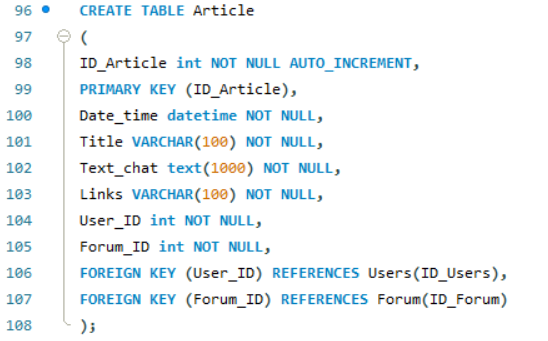 96 CREATE TABLE Article
97 (
98 ID_Article int NOT NULL AUTO_INCREMENT,
99 PRIMARY KEY (ID_Article),
100 Date_time datetime NOT NULL,
101 Title VARCHAR(100) NOT NULL,
102 Text_chat text(1000) NOT NULL,
103 Links VARCHAR(100) NOT NULL,
104 User_ID int NOT NULL,
105 Forum_ID int NOT NULL,
106 FOREIGN KEY (User_ID) REFERENCES Users(ID_Users),
107 FOREIGN KEY (Forum_ID) REFERENCES Forum(ID_Forum)
108 );